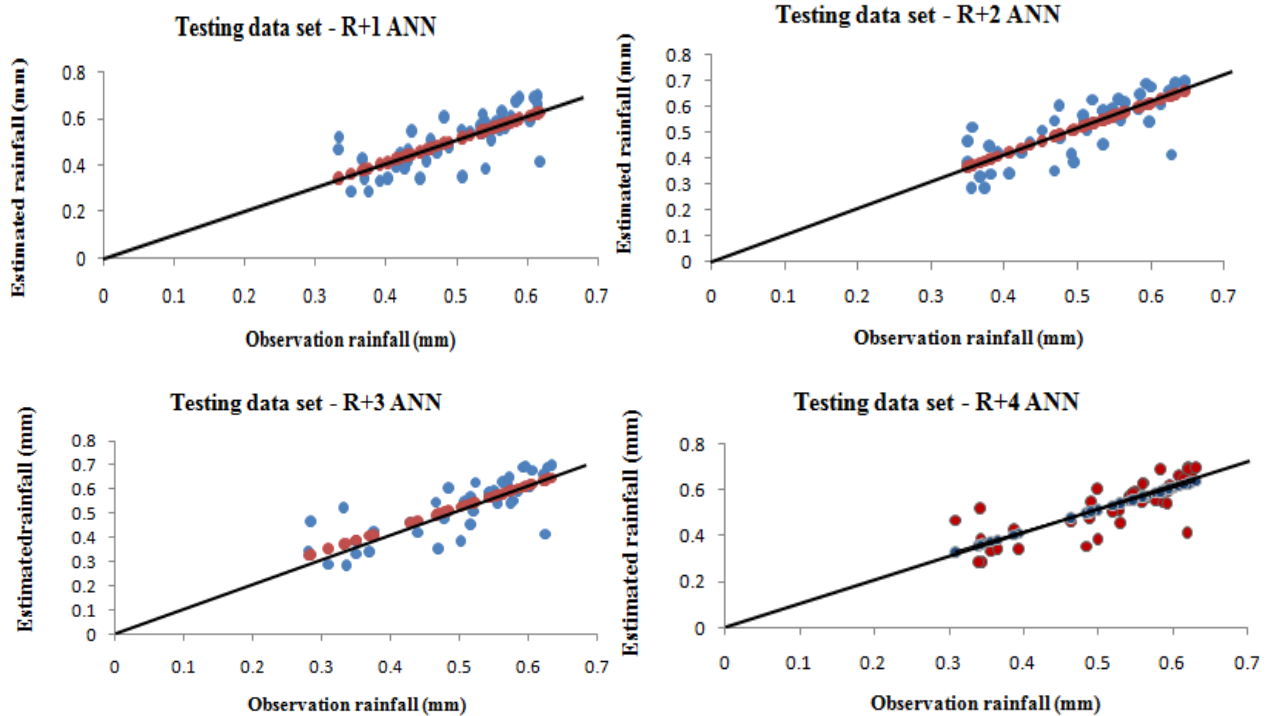 Testing data set - R+1 ANN
Estimated rainfall (mm)
0.8
0.6
0.4
0.2
0
0 0.1 0.2 0.3 0.4 0.5 0.6 0.7
Observation rainfall (mm)
Testing data set - R+2 ANN
Estimated rainfall (mm)
0.8
0.7
0.6
0.5
0.4
0.3
0.2
0.1
0
0 0.1 0.2 0.3 0.4 0.5 0.6 0.7
Observation rainfall (mm)
Testing data set - R+3 ANN
Estimatedrainfall (mm)
0.8
0.7
0.6
0.5
0.4
0.3
0.2
0.1
0
0 0.1 0.2 0.3 0.4 0.5 0.6 0.7
Observation rainfall (mm)
Testing data set - R+4 ANN
Estimated rainfall (mm)
0.8
0.6
0.4
0.2
0
0 0.1 0.2 0.3 0.4 0.5 0.6 0.7
Observation rainfall (mm)